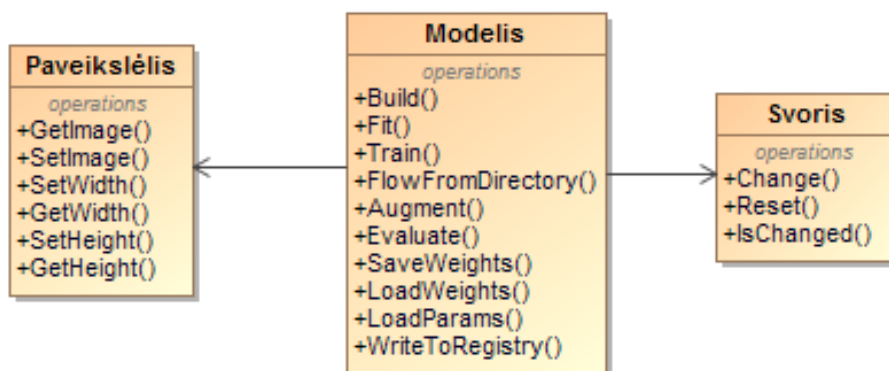 Paveikslėlis
operations
+GetImage()
+SetImage()
+SetWidth()
+GetWidth()
+SetHeight()
+GetHeight()
Modelis
operations
+Build()
+Fit()
+Train()
+FlowFromDirectory()
+Augment()
+Evaluate()
+SaveWeights()
+LoadWeights()
+LoadParams()
+WriteToRegistry()
Svoris
operations
+Change()
+Reset()
+IsChanged()